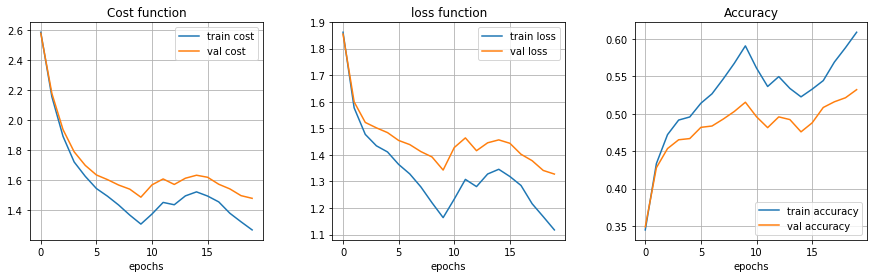 Cost function
2.6
2.4
2.2
2.0
1.8
1.6
1.4
0
5
10
15
epochs
train cost
val cost
loss function
1.9
1.8
1.7
1.6
1.5
1.4
1.3
1.2
1.1
0
5
10
15
epochs
train loss
val loss
Accuracy
0.60
0.55
0.50
0.45
0.40
0.35
0
5
10
15
epochs
train accuracy
val accuracy